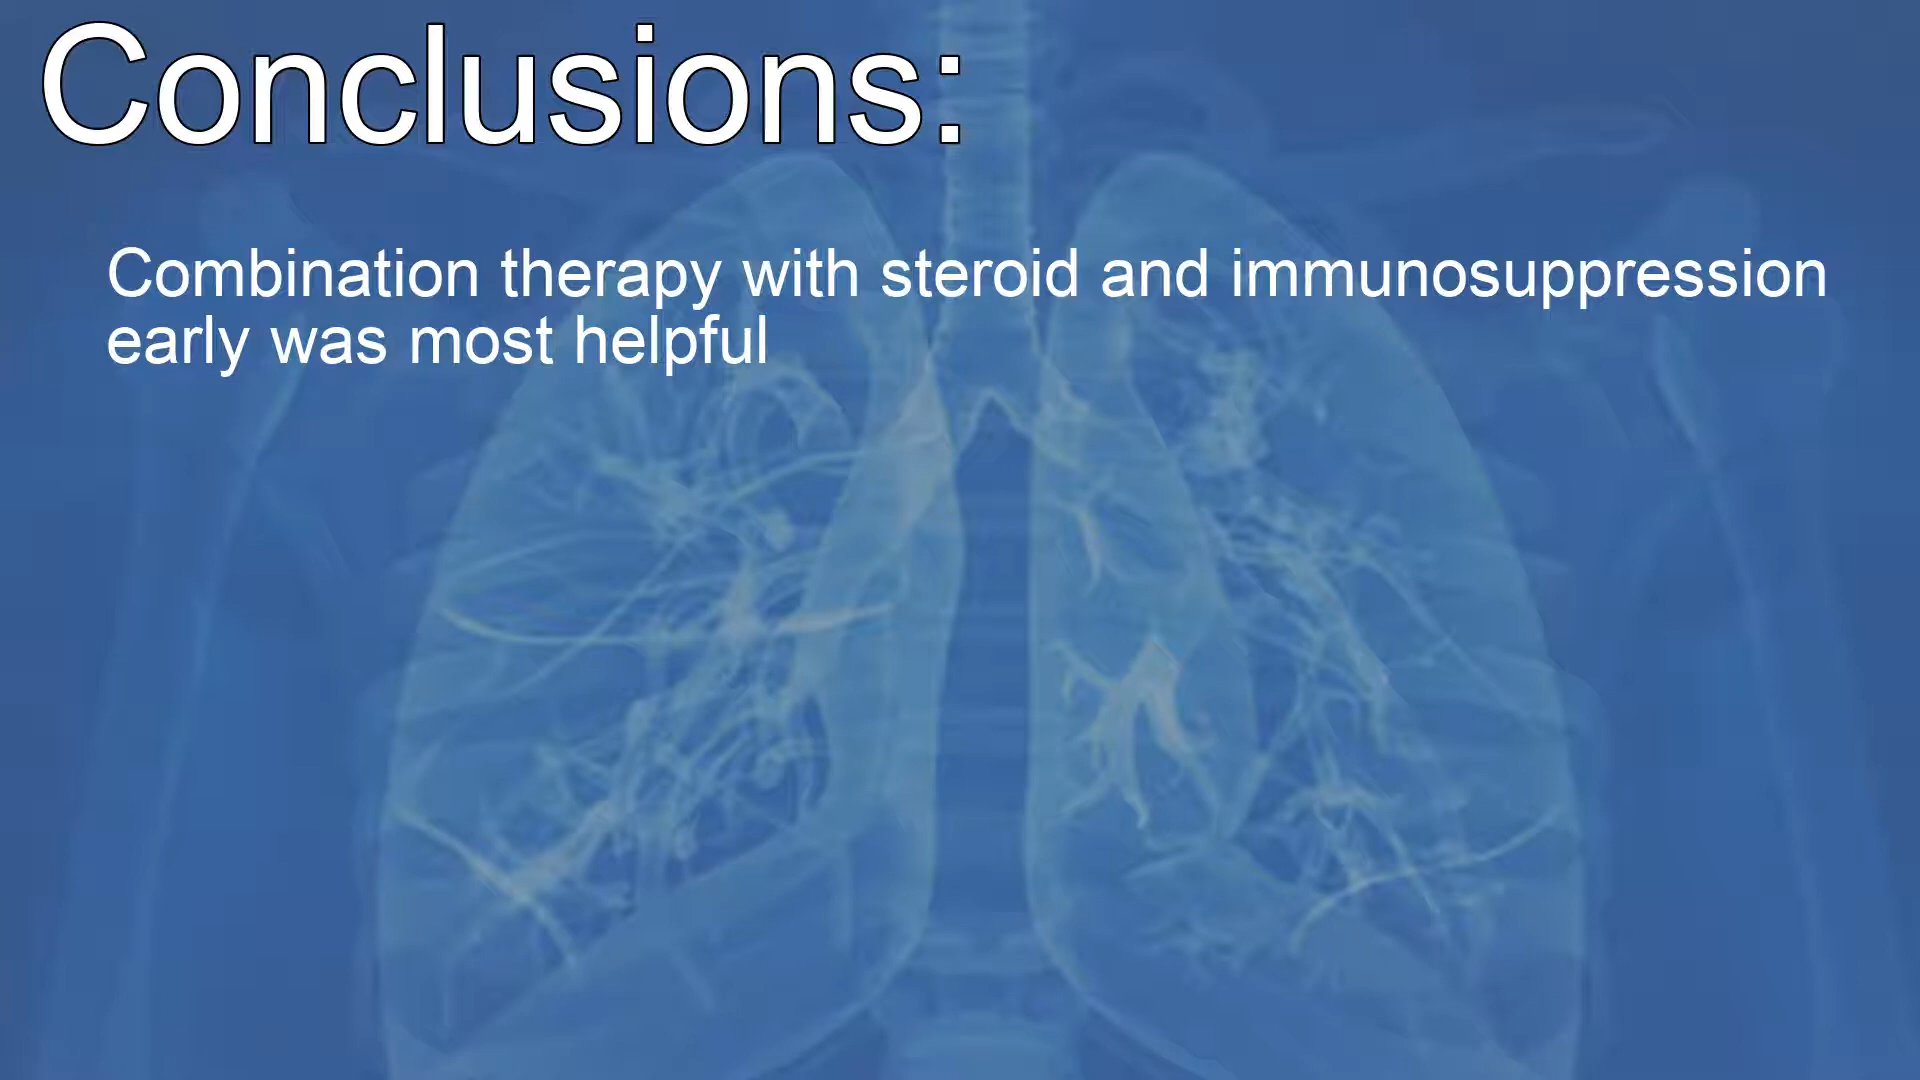 Conclusions:
Combination therapy with steroid and immunosuppression
early was most helpful